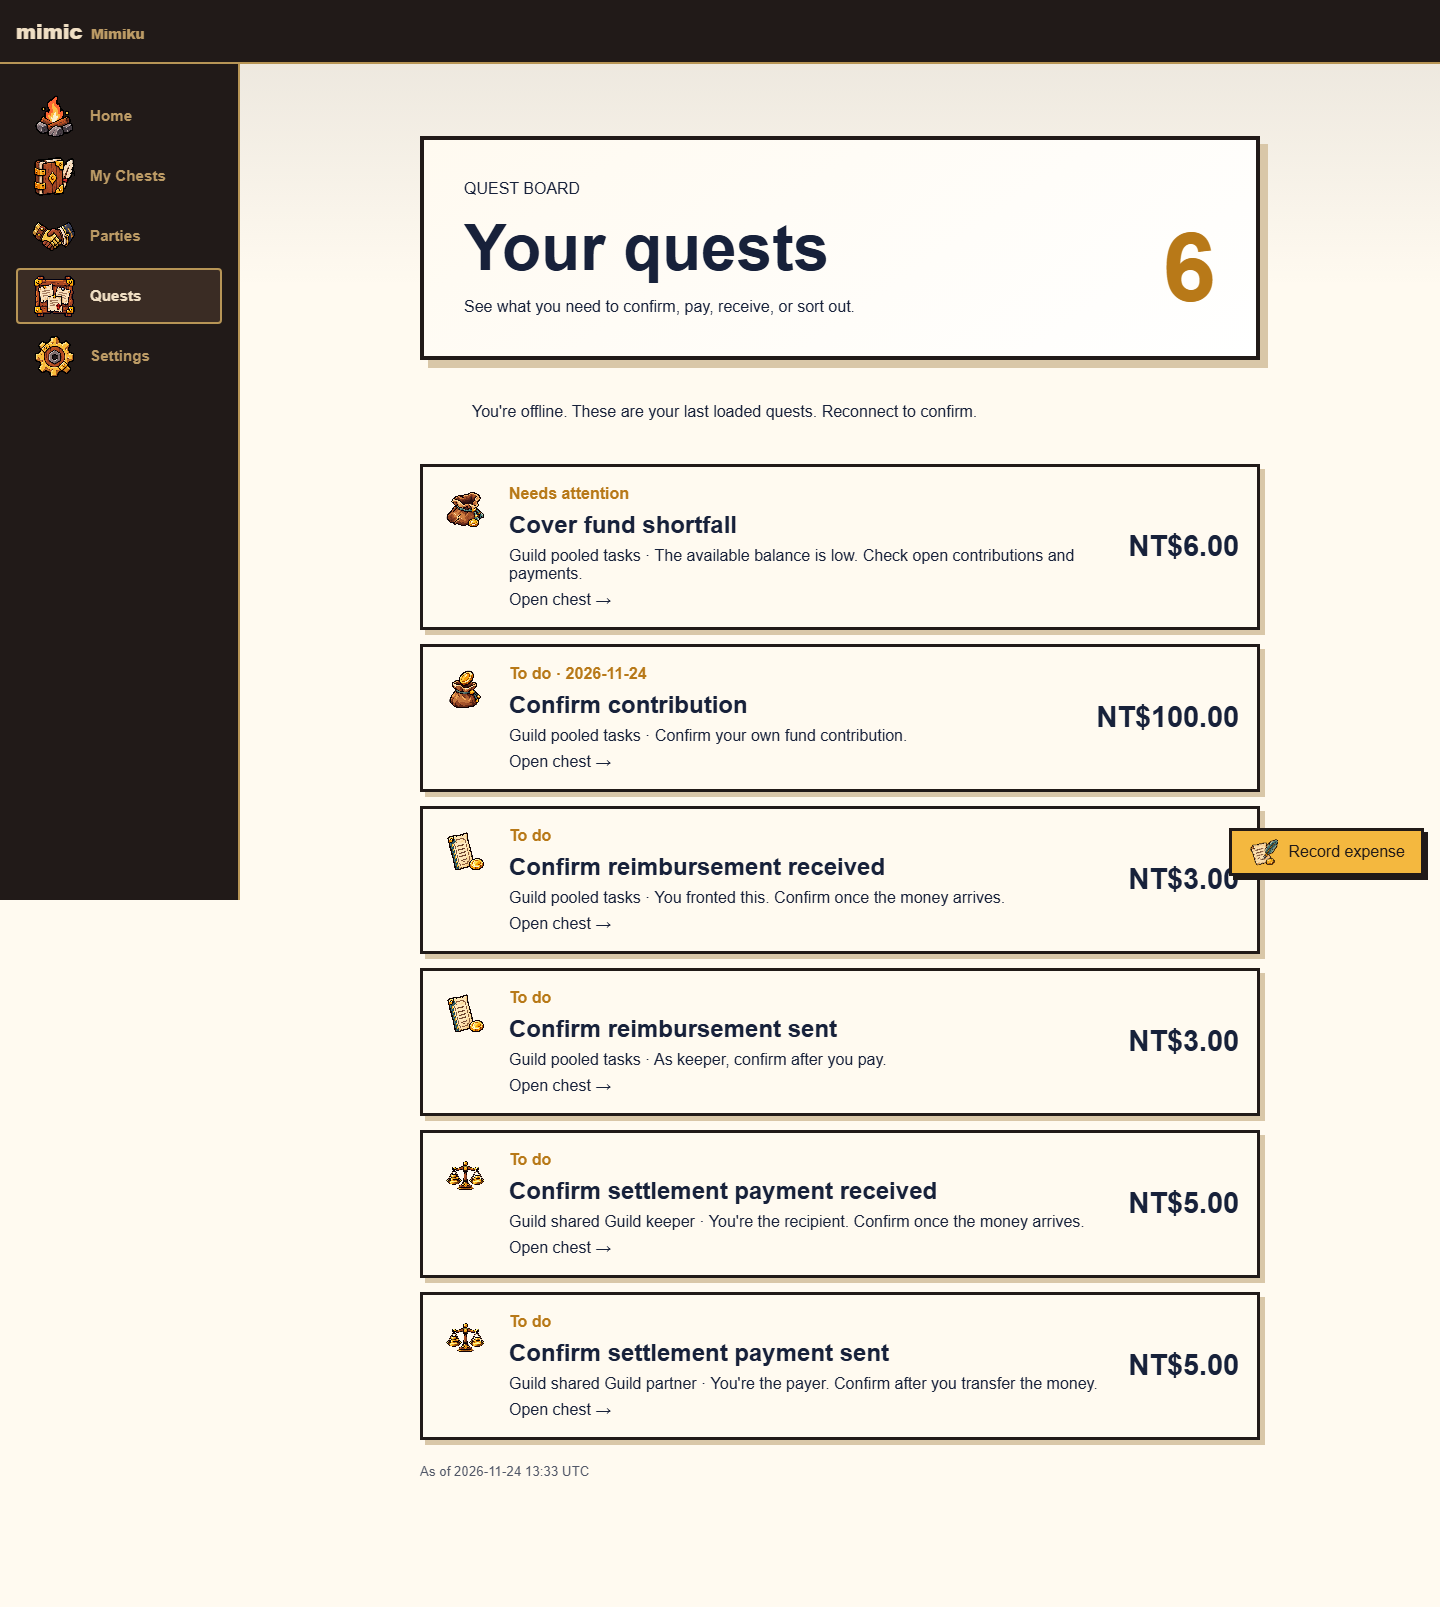 mimic Mimiku
Home
My Chests
Parties
Quests
Settings
QUEST BOARD
Your quests
See what you need to confirm, pay, receive, or sort out.
6
You're offline. These are your last loaded quests. Reconnect to confirm.
Needs attention
Cover fund shortfall
Guild pooled tasks · The available balance is low. Check open contributions and
payments.
Open chest →
NT$6.00
To do · 2026-11-24
Confirm contribution
Guild pooled tasks · Confirm your own fund contribution.
Open chest →
NT$100.00
To do
Confirm reimbursement received
Guild pooled tasks · You fronted this. Confirm once the money arrives.
Open chest →
NT$3.00
Record expense
To do
Confirm reimbursement sent
Guild pooled tasks · As keeper, confirm after you pay.
Open chest →
NT$3.00
To do
Confirm settlement payment received
Guild shared Guild keeper · You're the recipient. Confirm once the money arrives.
Open chest →
NT$5.00
To do
Confirm settlement payment sent
Guild shared Guild partner · You're the payer. Confirm after you transfer the money.
Open chest →
NT$5.00
As of 2026-11-24 13:33 UTC